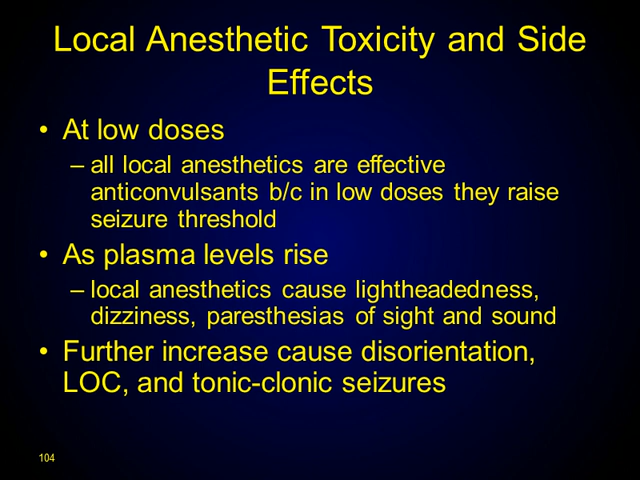 Local Anesthetic Toxicity and Side
Effects
• At low doses
– all local anesthetics are effective
anticonvulsants b/c in low doses they raise
seizure threshold
• As plasma levels rise
– local anesthetics cause lightheadedness,
dizziness, paresthesias of sight and sound
• Further increase cause disorientation,
LOC, and tonic-clonic seizures
104